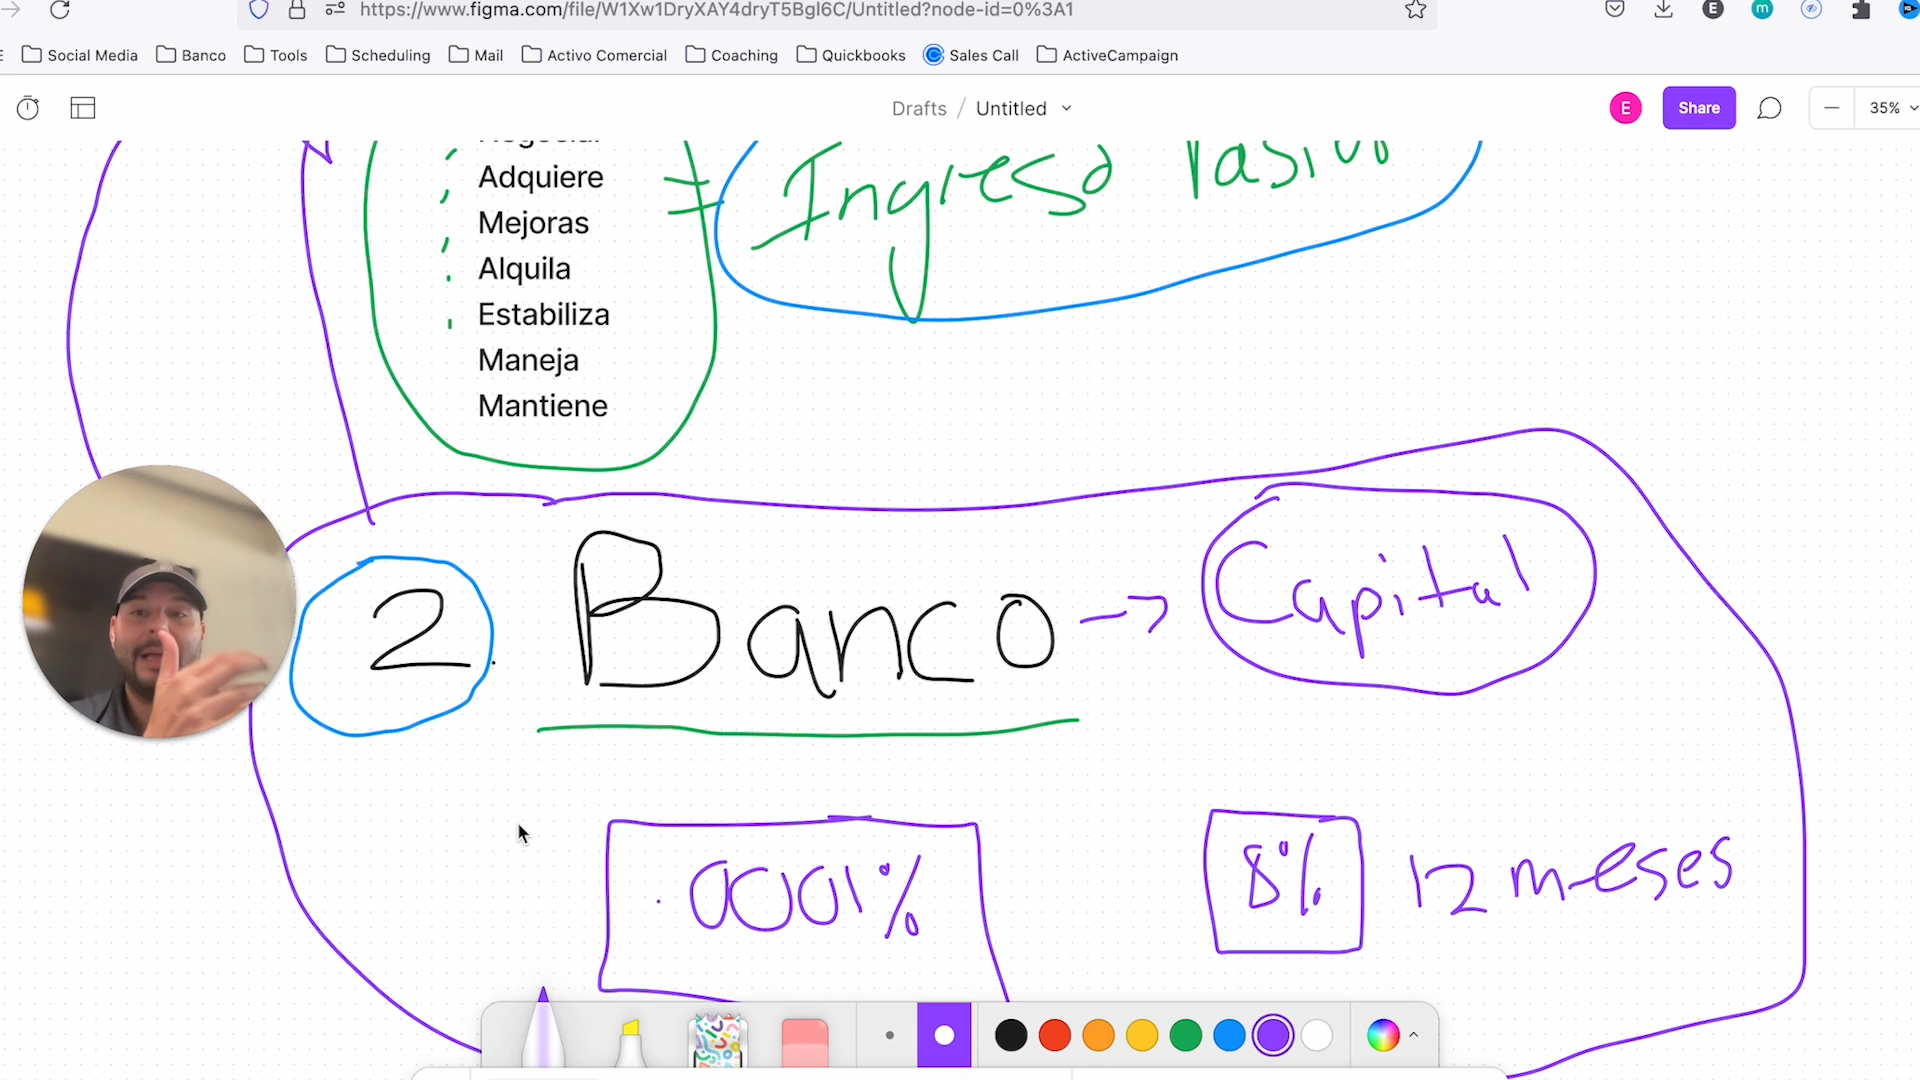 https://www.figma.com/file/W1Xw1DryXAY4dryT5Bgl6C/Untitled?node-id=0%3A1
E
m
Social Media
Banco
Tools
Scheduling
Mail
Activo Comercial
Coaching
Quickbooks
Sales Call
ActiveCampaign
Drafts / Untitled
E
Share
35%
Adquiere
Mejoras
Alquila
Estabiliza
Maneja
Mantiene
= Ingreso Pasivo
2. Banco -> Capital
.0001%
8% 12 meses